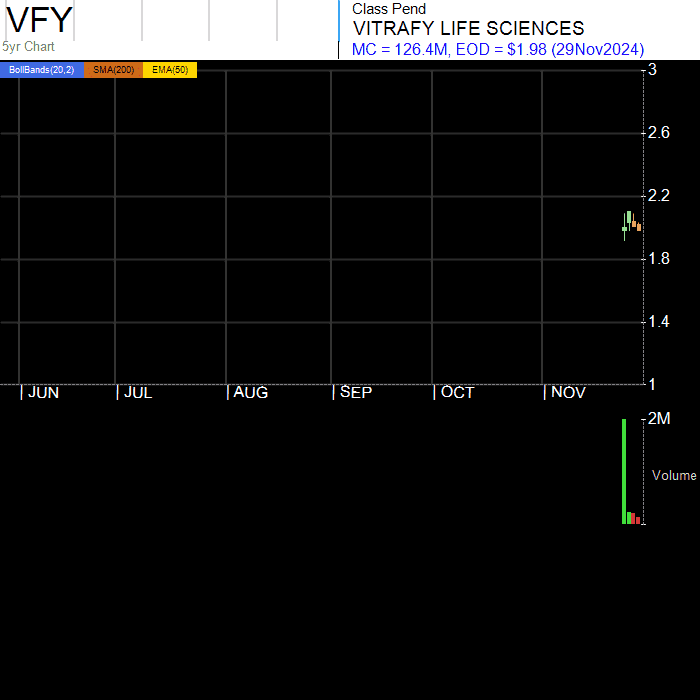 VFY
5yr Chart
Class Pend
VITRAFY LIFE SCIENCES
MC = 126.4M, EOD = $1.98 (29Nov2024)
BollBands(20,2) SMA(200) EMA(50)
3
2.6
2.2
1.8
1.4
1
JUN JUL AUG SEP OCT NOV
2M
Volume